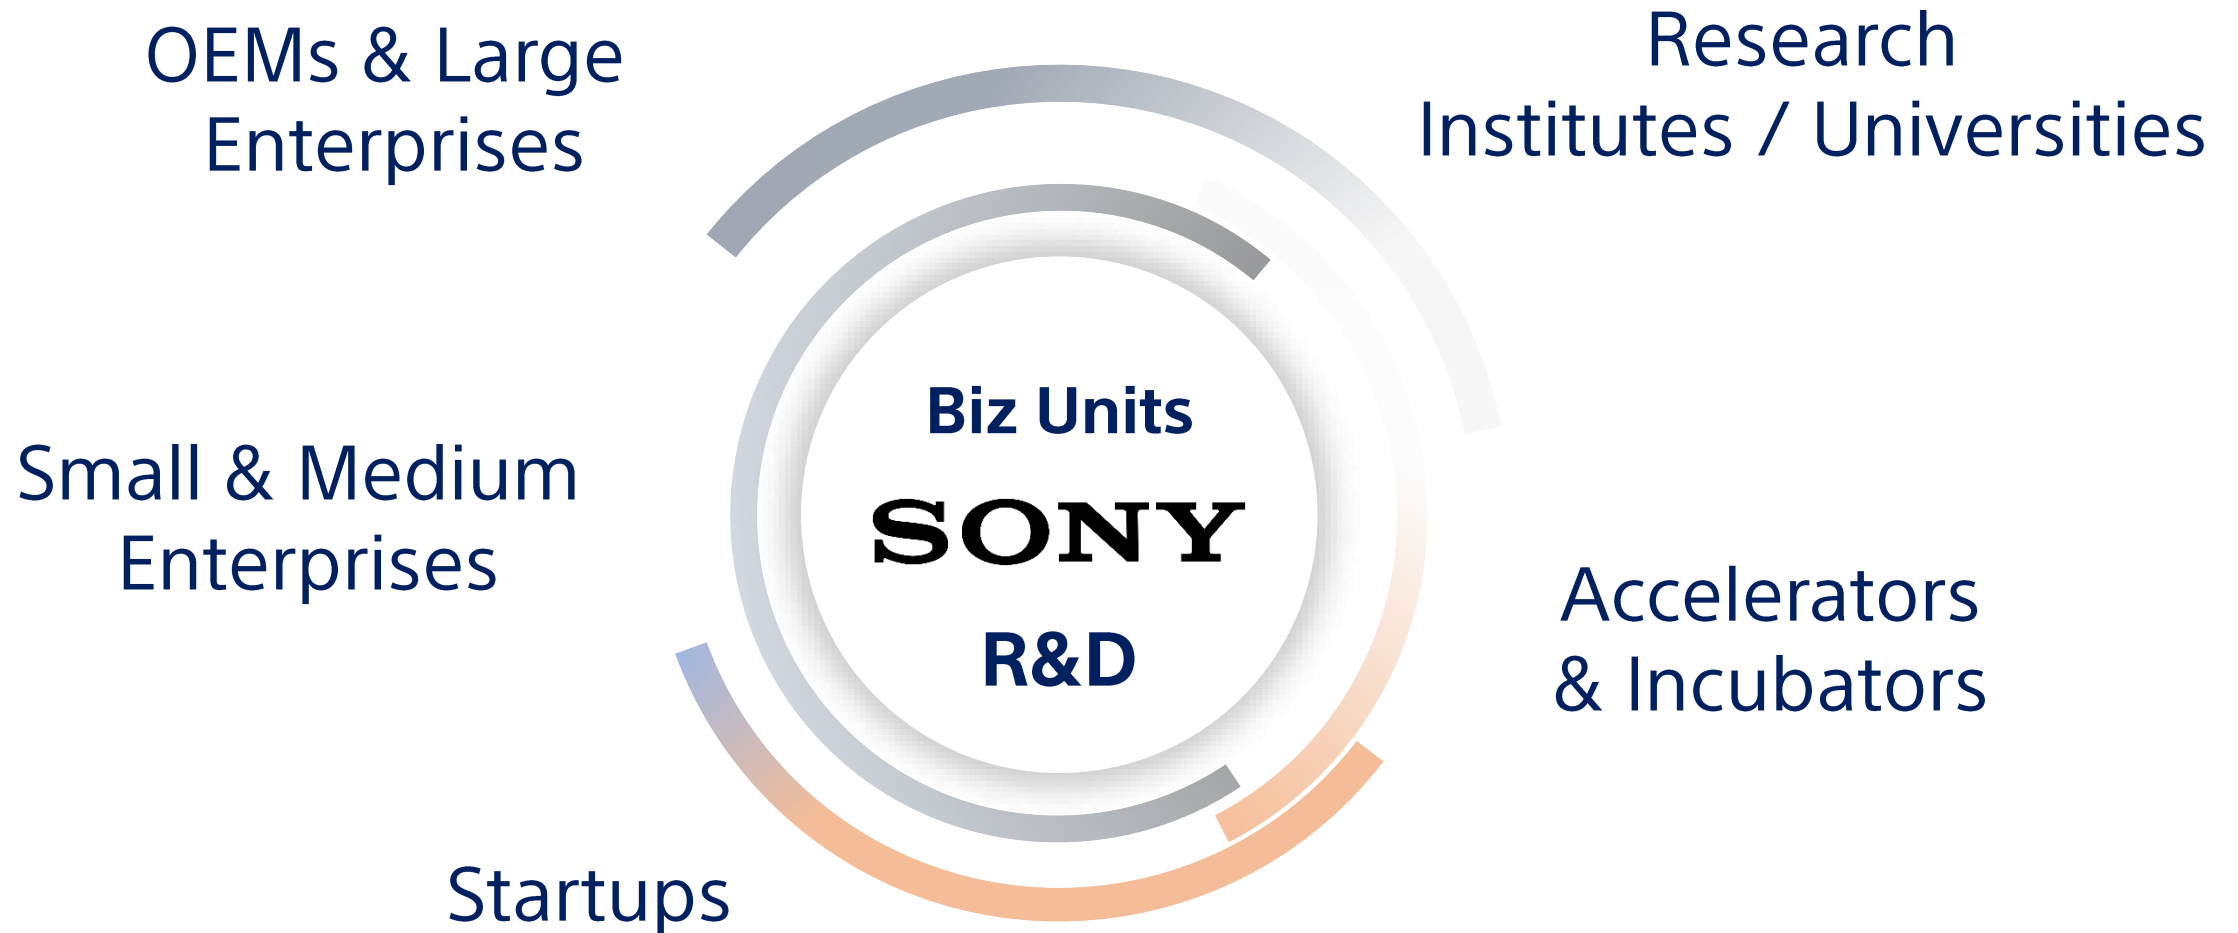 OEMs & Large
Enterprises
Research
Institutes / Universities
Small & Medium
Enterprises
Biz Units
SONY
R&D
Accelerators
& Incubators
Startups